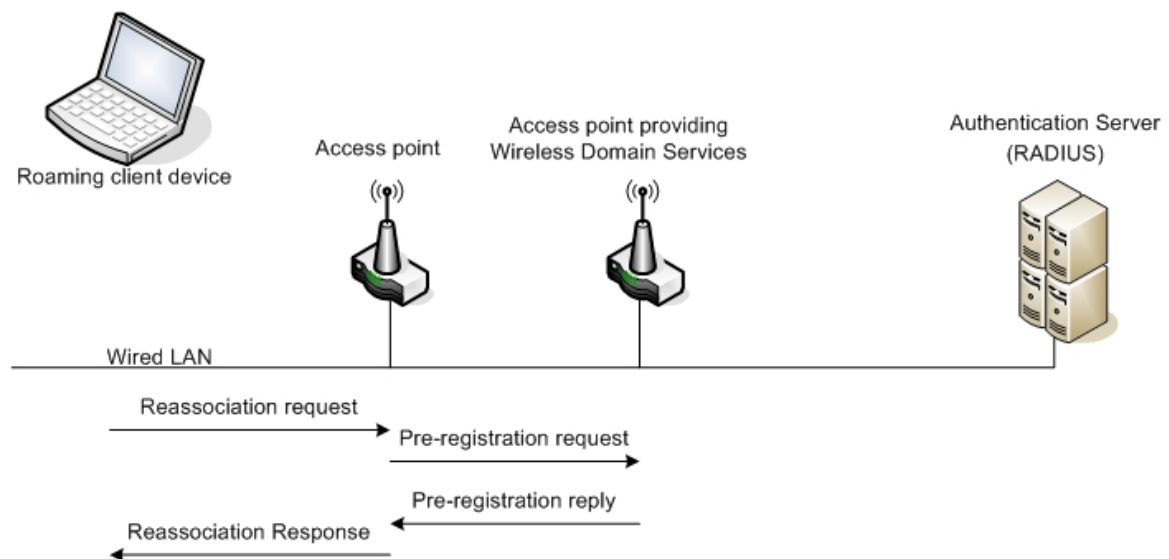 Roaming client device
Access point
Access point providing
Wireless Domain Services
Authentication Server
(RADIUS)
Wired LAN
Reassociation request
Pre-registration request
Pre-registration reply
Reassociation Response